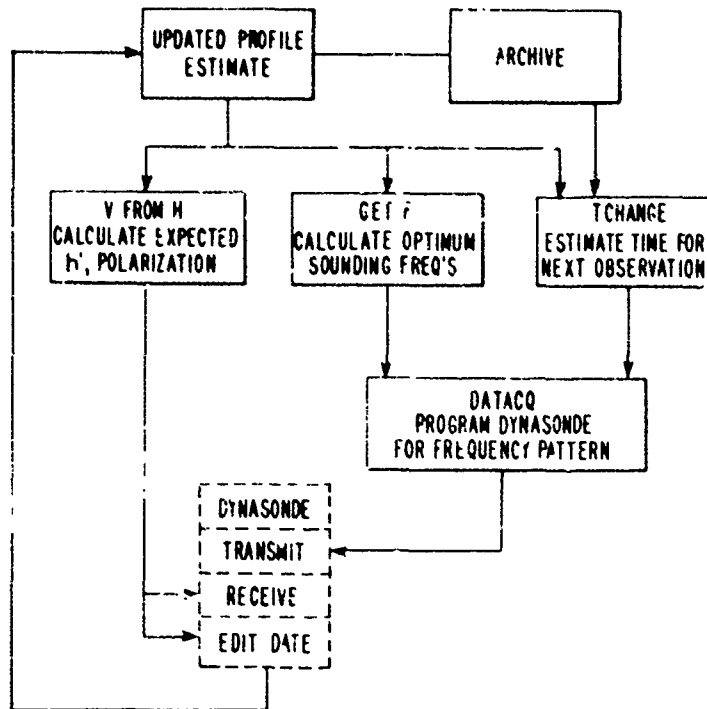 UPDATED PROFILE
ESTIMATE
ARCHIVE
V FROM H
CALCULATE EXPECTED
h', POLARIZATION
GET F
CALCULATE OPTIMUM
SOUNDING FREQ'S
TCHANGE
ESTIMATE TIME FOR
NEXT OBSERVATION
DATACQ
PROGRAM DYNASONDE
FOR FREQUENCY PATTERN
DYNASONDE
TRANSMIT
RECEIVE
EDIT DATE